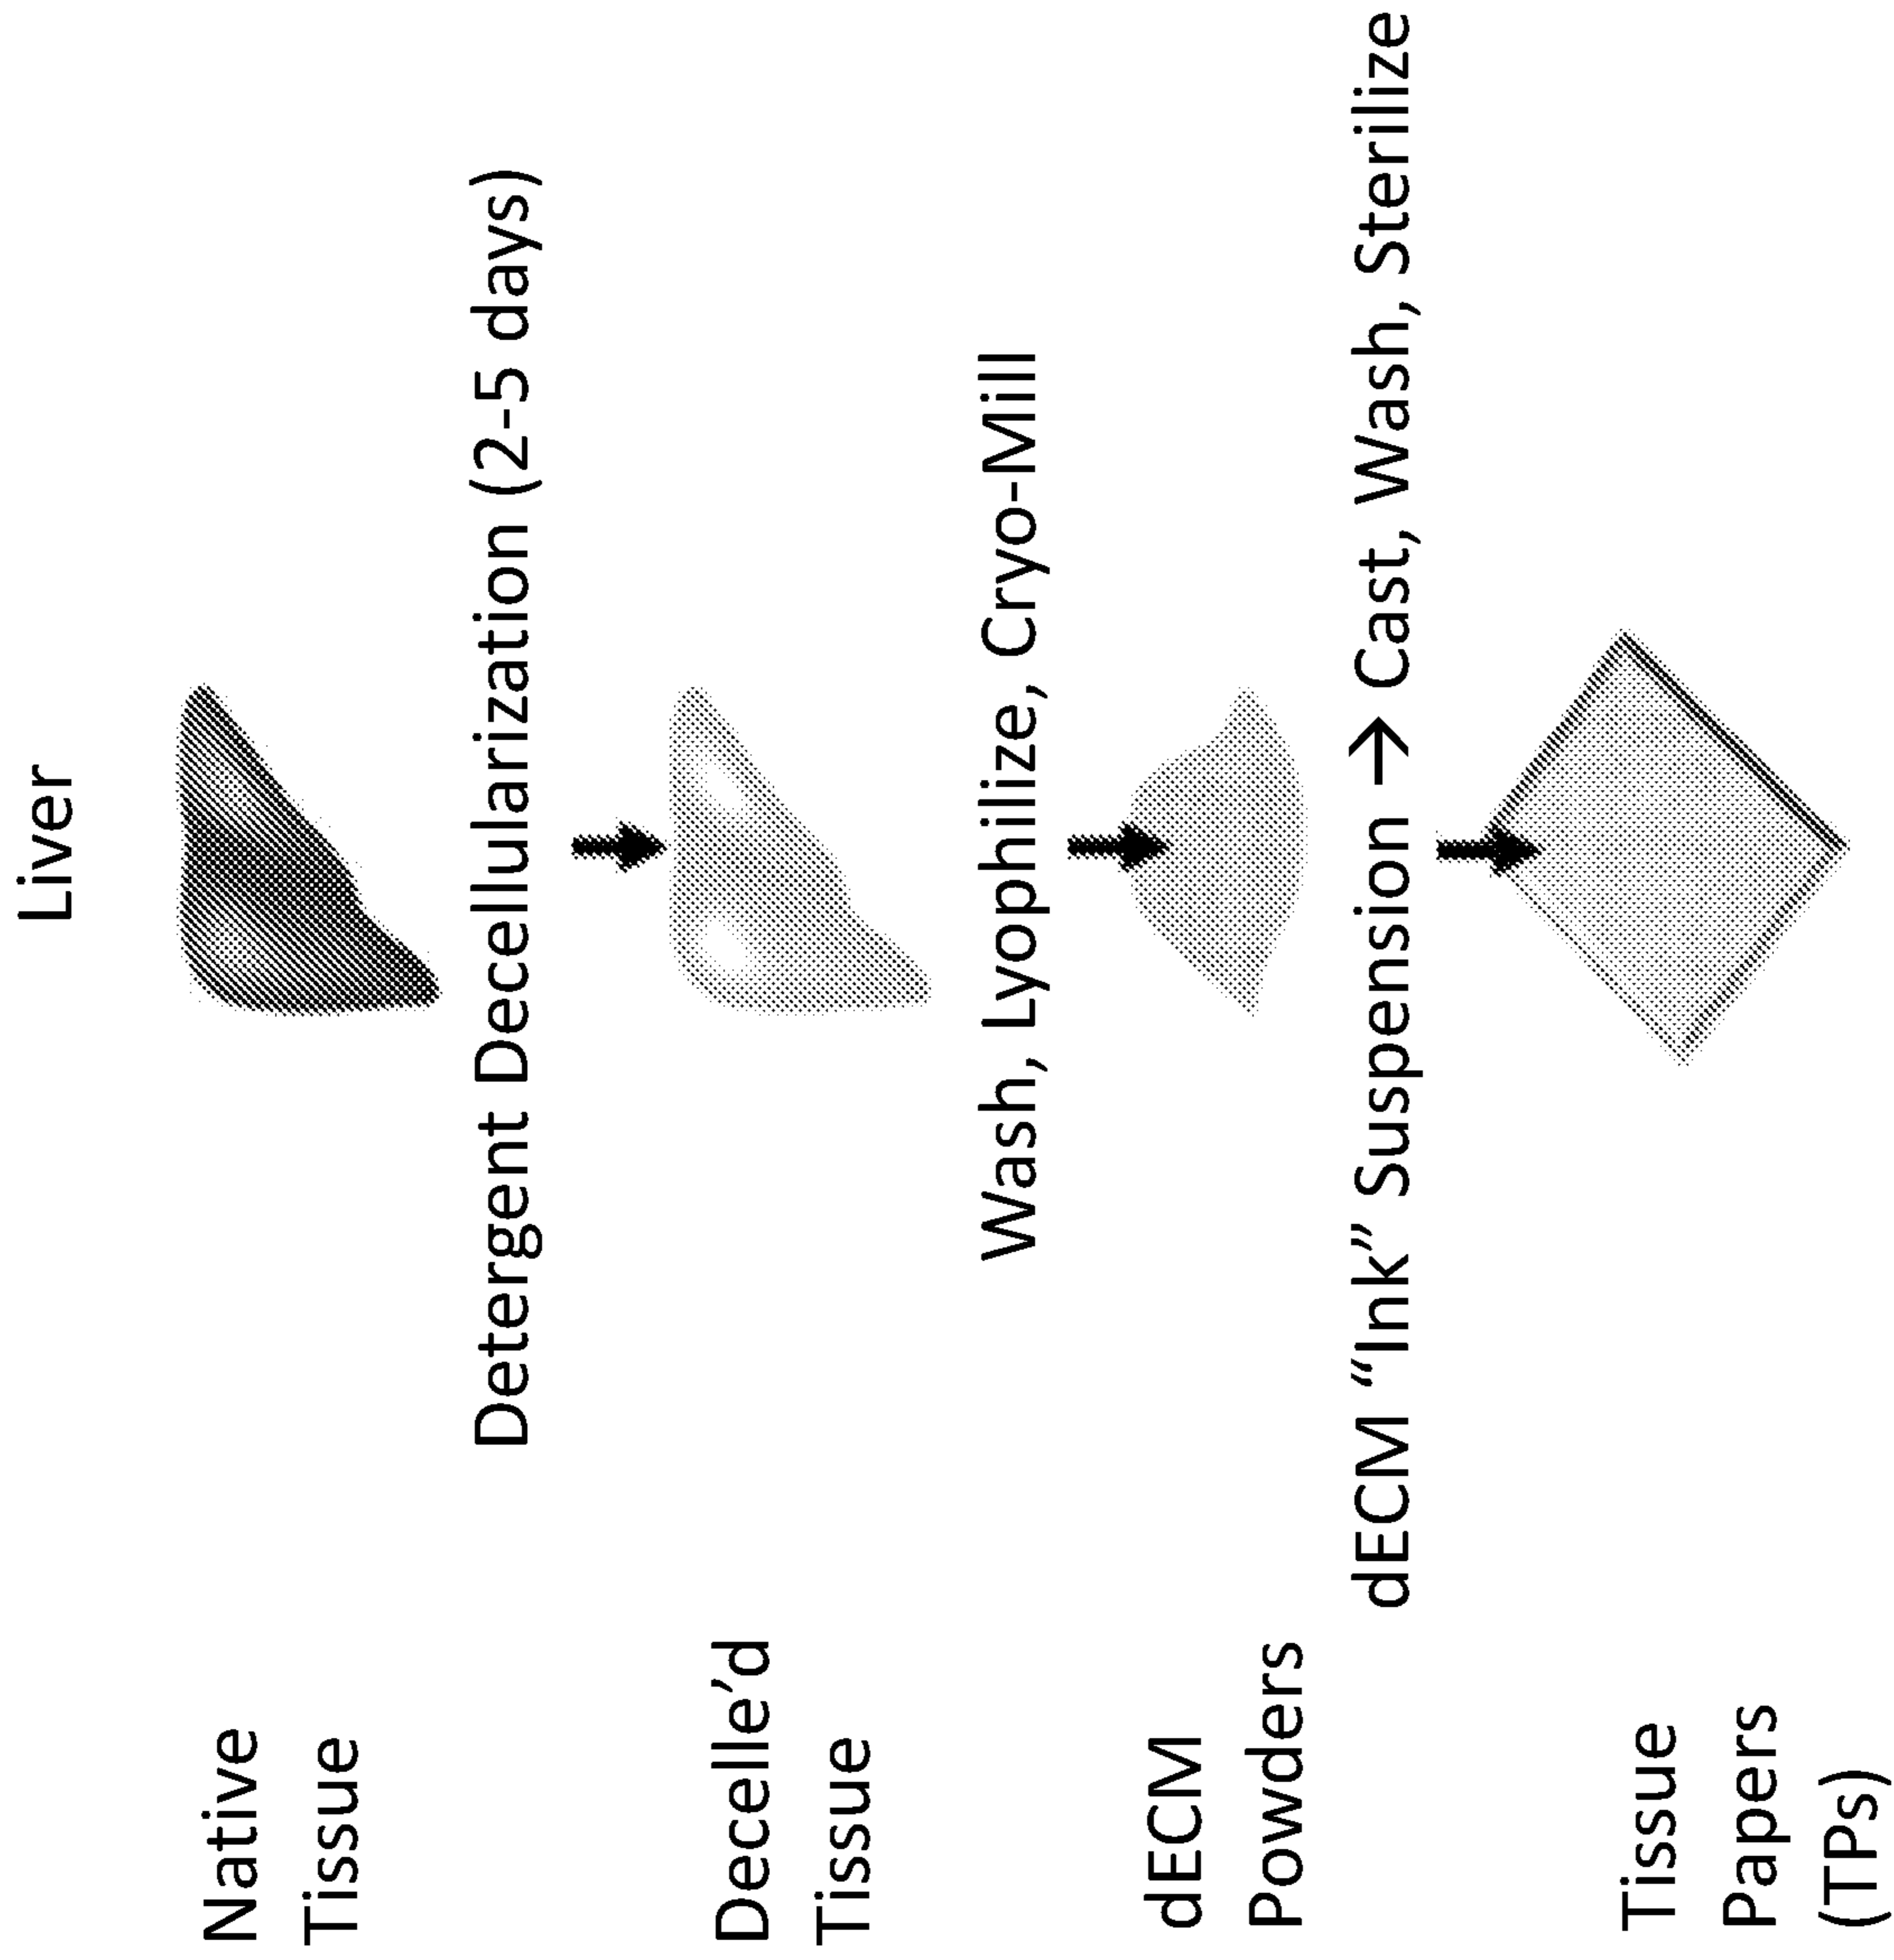 Liver
Native
Tissue
Detergent Decellularization (2-5 days)
Decelle’d
Tissue
Wash, Lyophilize, Cryo-Mill
dECM
Powders
dECM “Ink” Suspension → Cast, Wash, Sterilize
Tissue
Papers
(TPs)